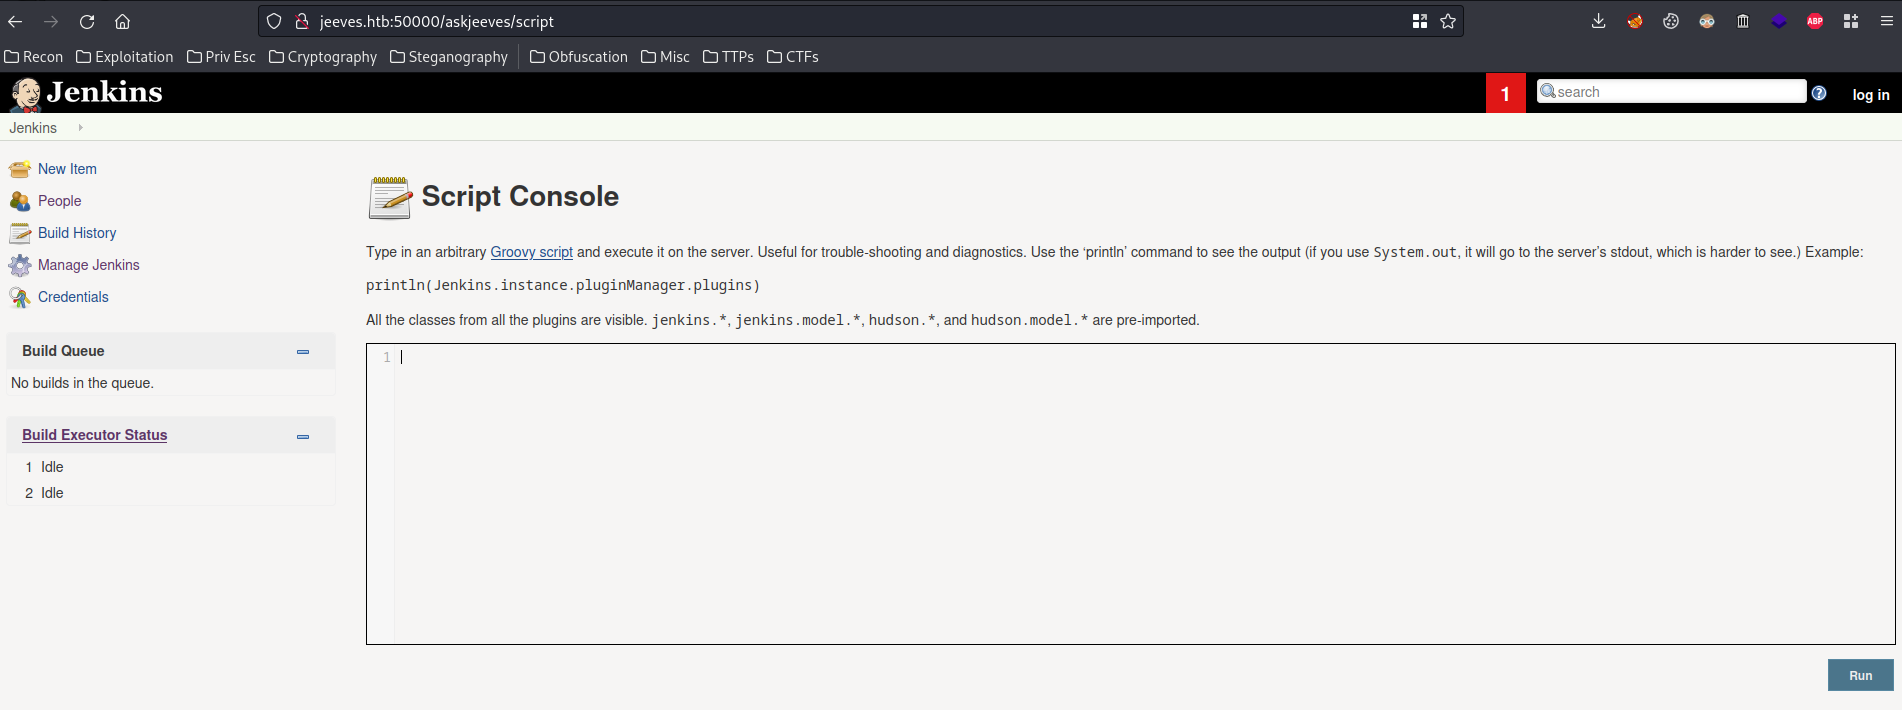 jeeves.htb:50000/askjeeves/script
ABP
Recon Exploitation Priv Esc Cryptography Steganography Obfuscation Misc TTPs CTFs
Jenkins 1 search ? log in
Jenkins
New Item
People
Build History
Manage Jenkins
Credentials
Build Queue
No builds in the queue.
Build Executor Status
1 Idle
2 Idle
Script Console
Type in an arbitrary Groovy script and execute it on the server. Useful for trouble-shooting and diagnostics. Use the ‘println’ command to see the output (if you use System.out, it will go to the server’s stdout, which is harder to see.) Example:
println(Jenkins.instance.pluginManager.plugins)
All the classes from all the plugins are visible. jenkins.*, jenkins.model.*, hudson.*, and hudson.model.* are pre-imported.
1
Run